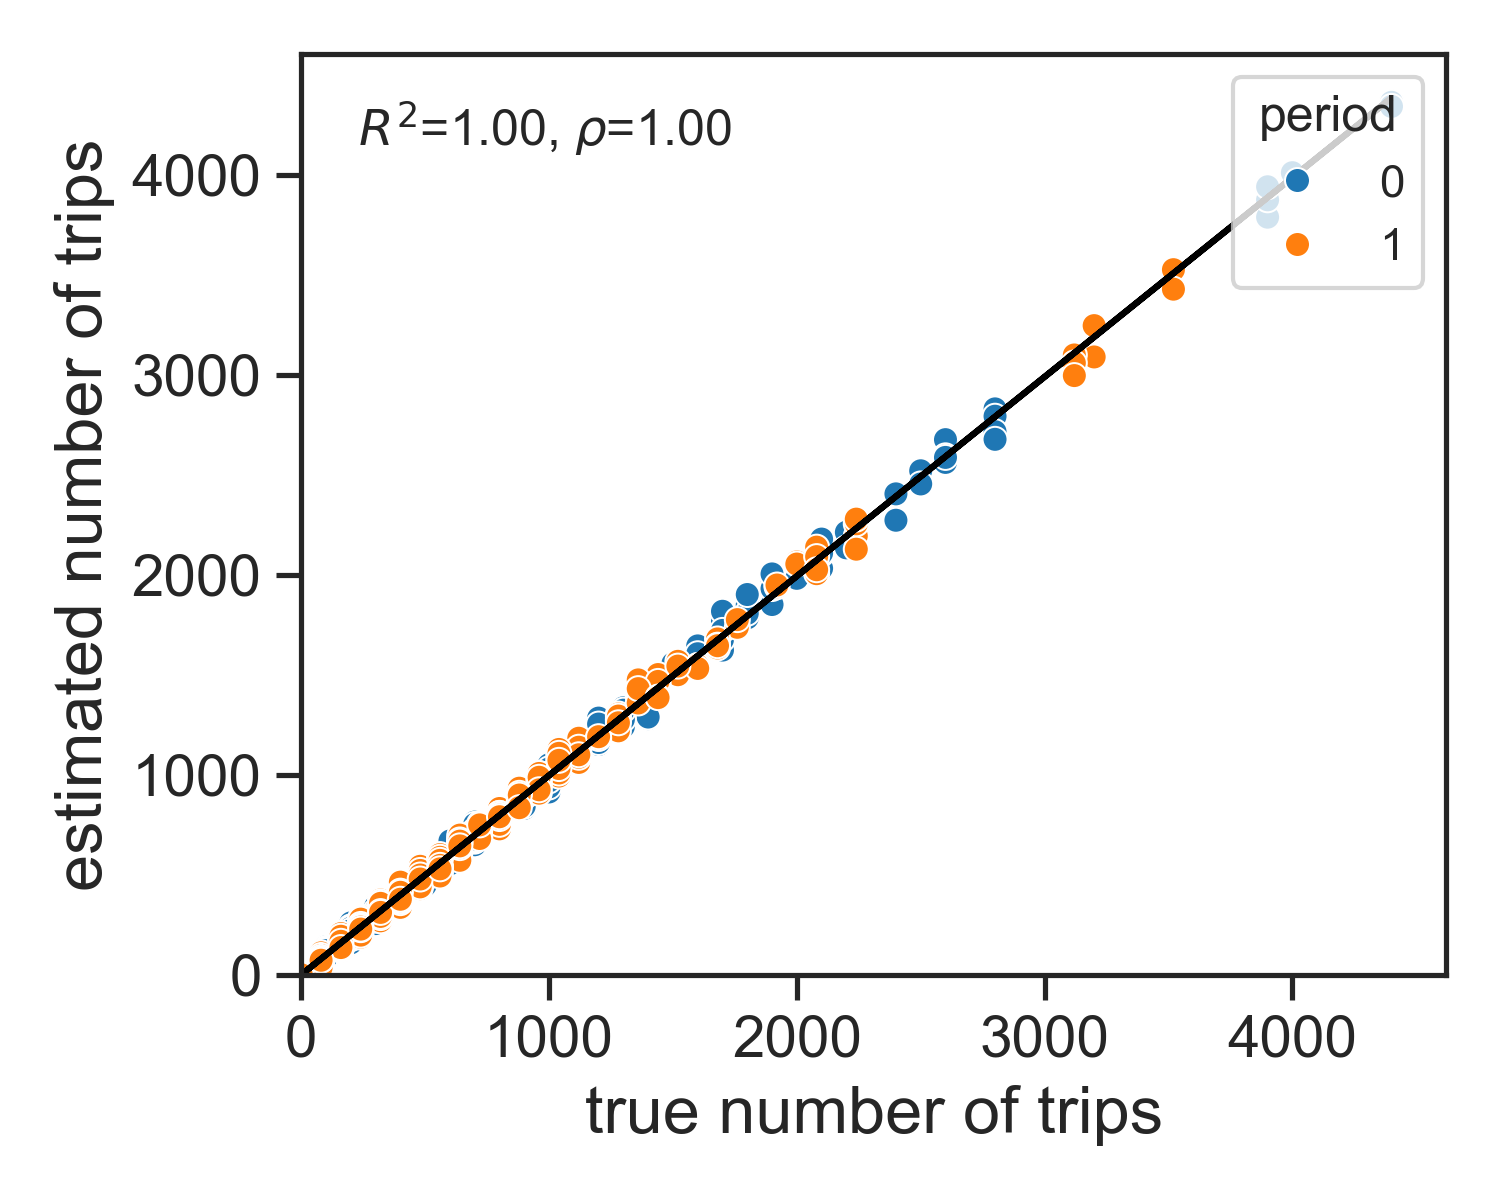 R²=1.00, ρ=1.00
period
0
1
estimated number of trips
4000
3000
2000
1000
0
0 1000 2000 3000 4000
true number of trips